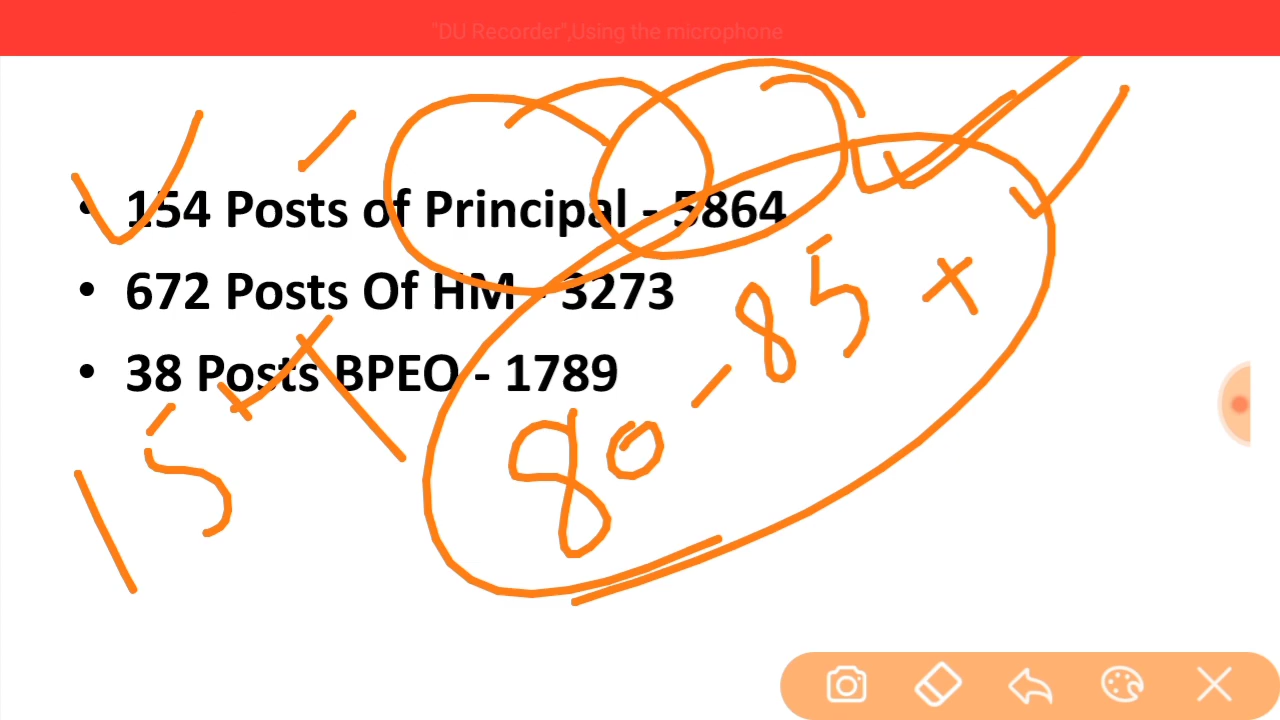 "DU Recorder",Using the microphone
• 154 Posts of Principal - 5864
• 672 Posts Of HM - 3273
• 38 Posts BPEO - 1789
80 - 85 x
15